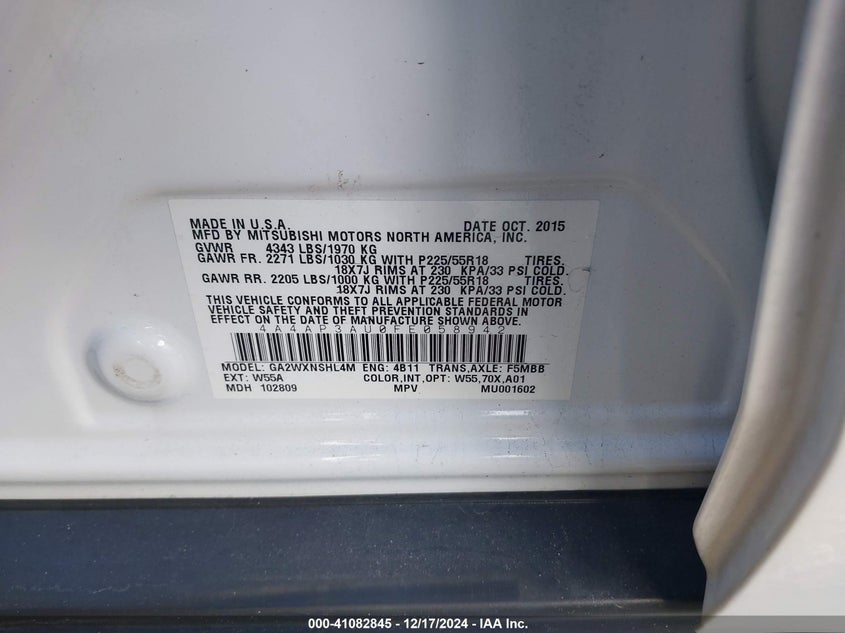 MADE IN U.S.A. DATE OCT. 2015
MFD BY MITSUBISHI MOTORS NORTH AMERICA, INC.
GVWR 4343 LBS/1970 KG
GAWR FR. 2271 LBS/1030 KG WITH P225/55R18 TIRES.
18X7J RIMS AT 230 KPA/33 PSI COLD.
GAWR RR. 2205 LBS/1000 KG WITH P225/55R18 TIRES.
18X7J RIMS AT 230 KPA/33 PSI COLD.
THIS VEHICLE CONFORMS TO ALL APPLICABLE FEDERAL MOTOR
VEHICLE SAFETY AND THEFT PREVENTION STANDARDS IN
EFFECT ON THE DATE OF MANUFACTURE SHOWN ABOVE.
4A4AP3AU0FE058942
MODEL: GA2WXNSHL4M ENG: 4B11 TRANS,AXLE: F5MBB
EXT: W55A COLOR,INT,OPT: W55,70X,A01
MDH 102809 MPV MU001602
000-41082845 - 12/17/2024 - IAA Inc.